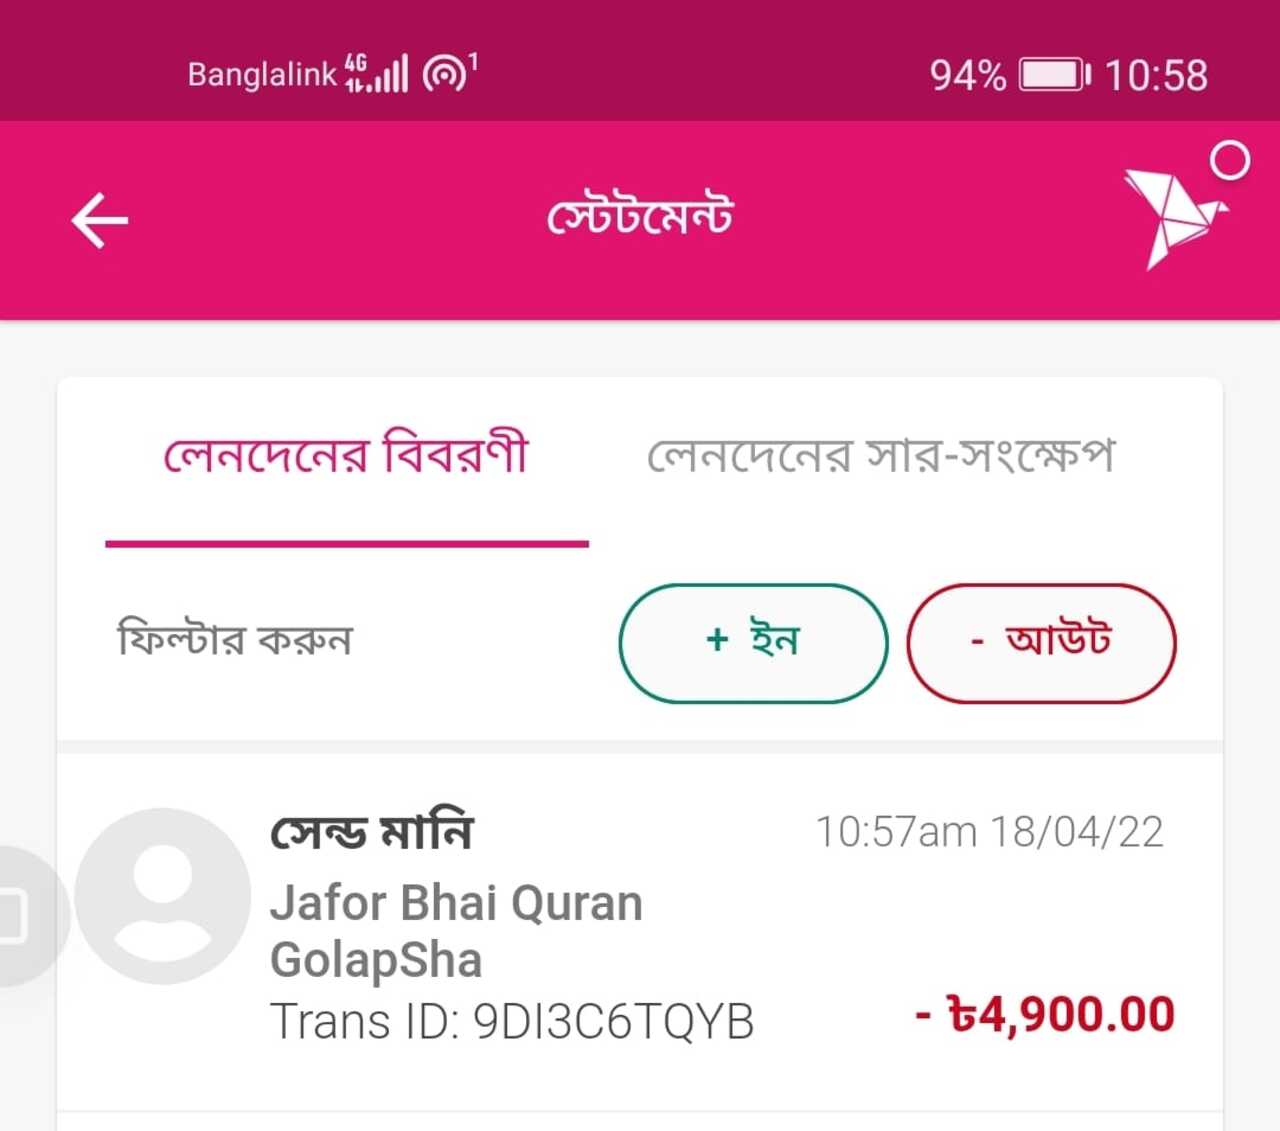 Banglalink 4G 1 94% 10:58
স্টেটমেন্ট
লেনদেনের বিবরণী লেনদেনের সার-সংক্ষেপ
ফিল্টার করুন + ইন - আউট
সেন্ড মানি 10:57am 18/04/22
Jafor Bhai Quran
GolapSha
Trans ID: 9DI3C6TQYB - ৳4,900.00